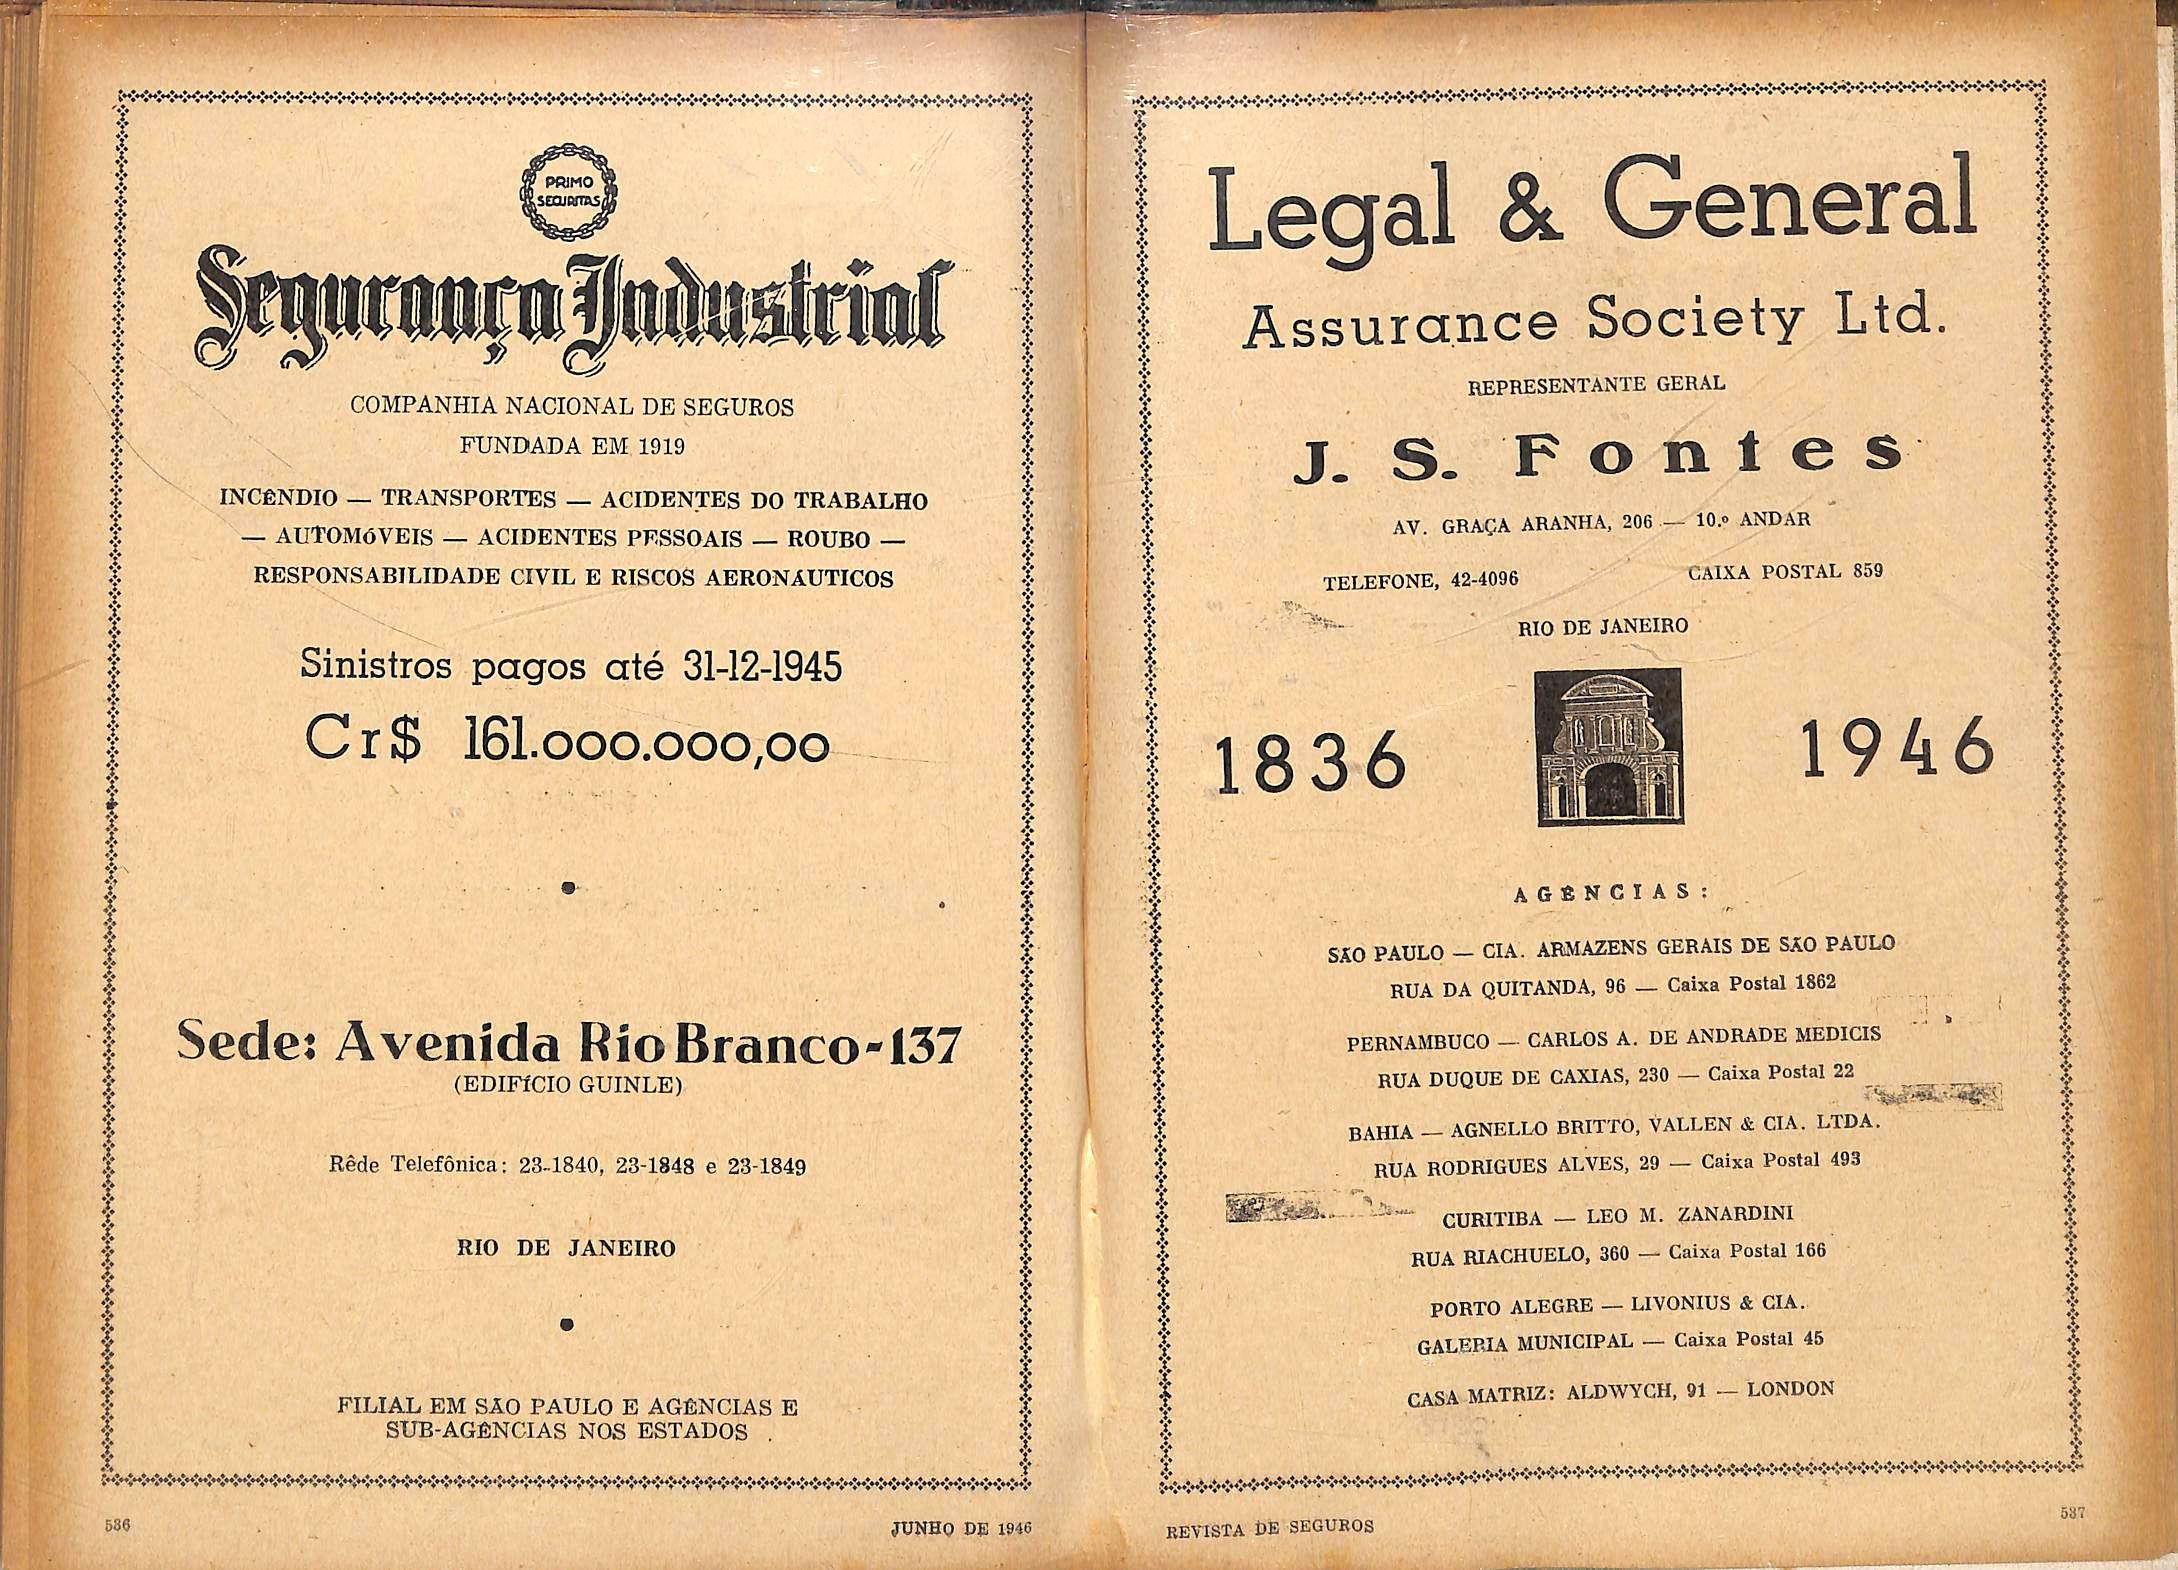 PRIMO
SECURITAS
Segurança Industrial
COMPANHIA NACIONAL DE SEGUROS
FUNDADA EM 1919
INCÊNDIO — TRANSPORTES — ACIDENTES DO TRABALHO
— AUTOMóVEIS — ACIDENTES PESSOAIS — ROUBO —
RESPONSABILIDADE CIVIL E RISCOS AERONÁUTICOS
Sinistros pagos até 31-12-1945
Cr$ 161.000.000,00
Sede: Avenida Rio Branco-137
(EDIFÍCIO GUINLE)
Rêde Telefônica: 23-1840, 23-1848 e 23-1849
RIO DE JANEIRO
FILIAL EM SÃO PAULO E AGÊNCIAS E
SUB-AGÊNCIAS NOS ESTADOS
536
JUNHO DE 1946
Legal & General
Assurance Society Ltd.
REPRESENTANTE GERAL
J. S. Fontes
AV. GRAÇA ARANHA, 206 — 10.º ANDAR
TELEFONE, 42-4096 CAIXA POSTAL 859
RIO DE JANEIRO
1836 1946
AGÊNCIAS:
SÃO PAULO — CIA. ARMAZENS GERAIS DE SÃO PAULO
RUA DA QUITANDA, 96 — Caixa Postal 1862
PERNAMBUCO — CARLOS A. DE ANDRADE MEDICIS
RUA DUQUE DE CAXIAS, 230 — Caixa Postal 22
BAHIA — AGNELLO BRITTO, VALLEN & CIA. LTDA.
RUA RODRIGUES ALVES, 29 — Caixa Postal 493
CURITIBA — LEO M. ZANARDINI
RUA RIACHUELO, 360 — Caixa Postal 166
PORTO ALEGRE — LIVONIUS & CIA.
GALERIA MUNICIPAL — Caixa Postal 45
CASA MATRIZ: ALDWYCH, 91 — LONDON
REVISTA DE SEGUROS
537